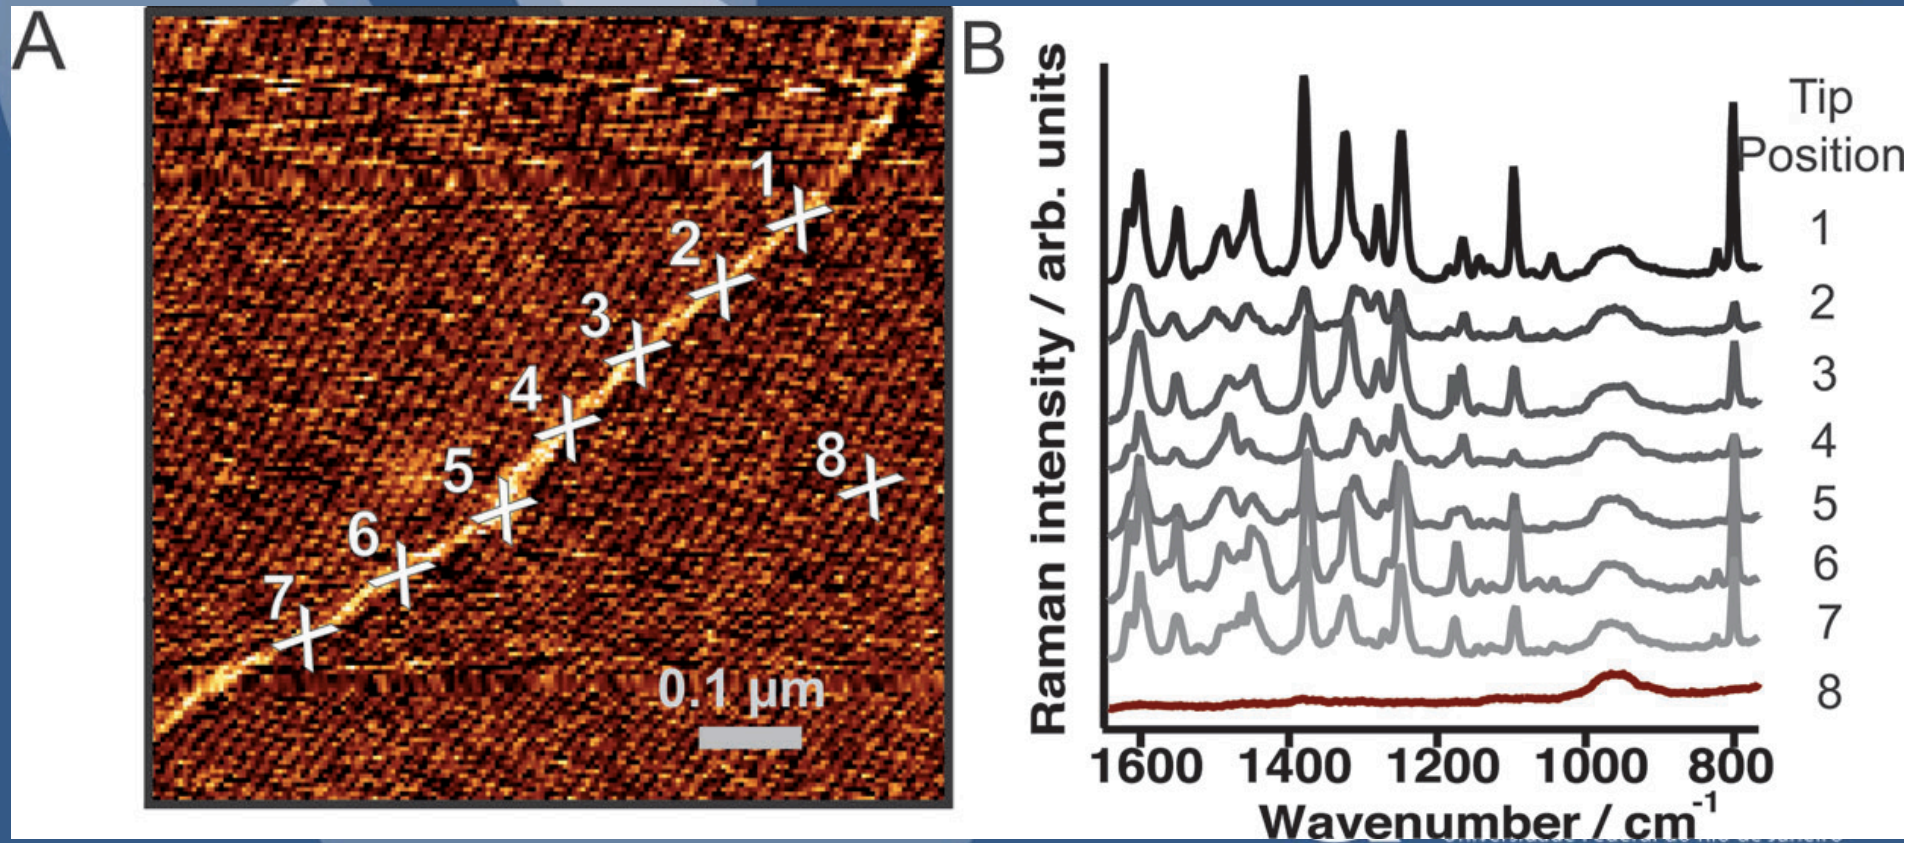 A
1
2
3
4
5
6
7
8
0.1 µm
B
Raman intensity / arb. units
Tip
Position
1
2
3
4
5
6
7
8
1600 1400 1200 1000 800
Wavenumber / cm⁻¹